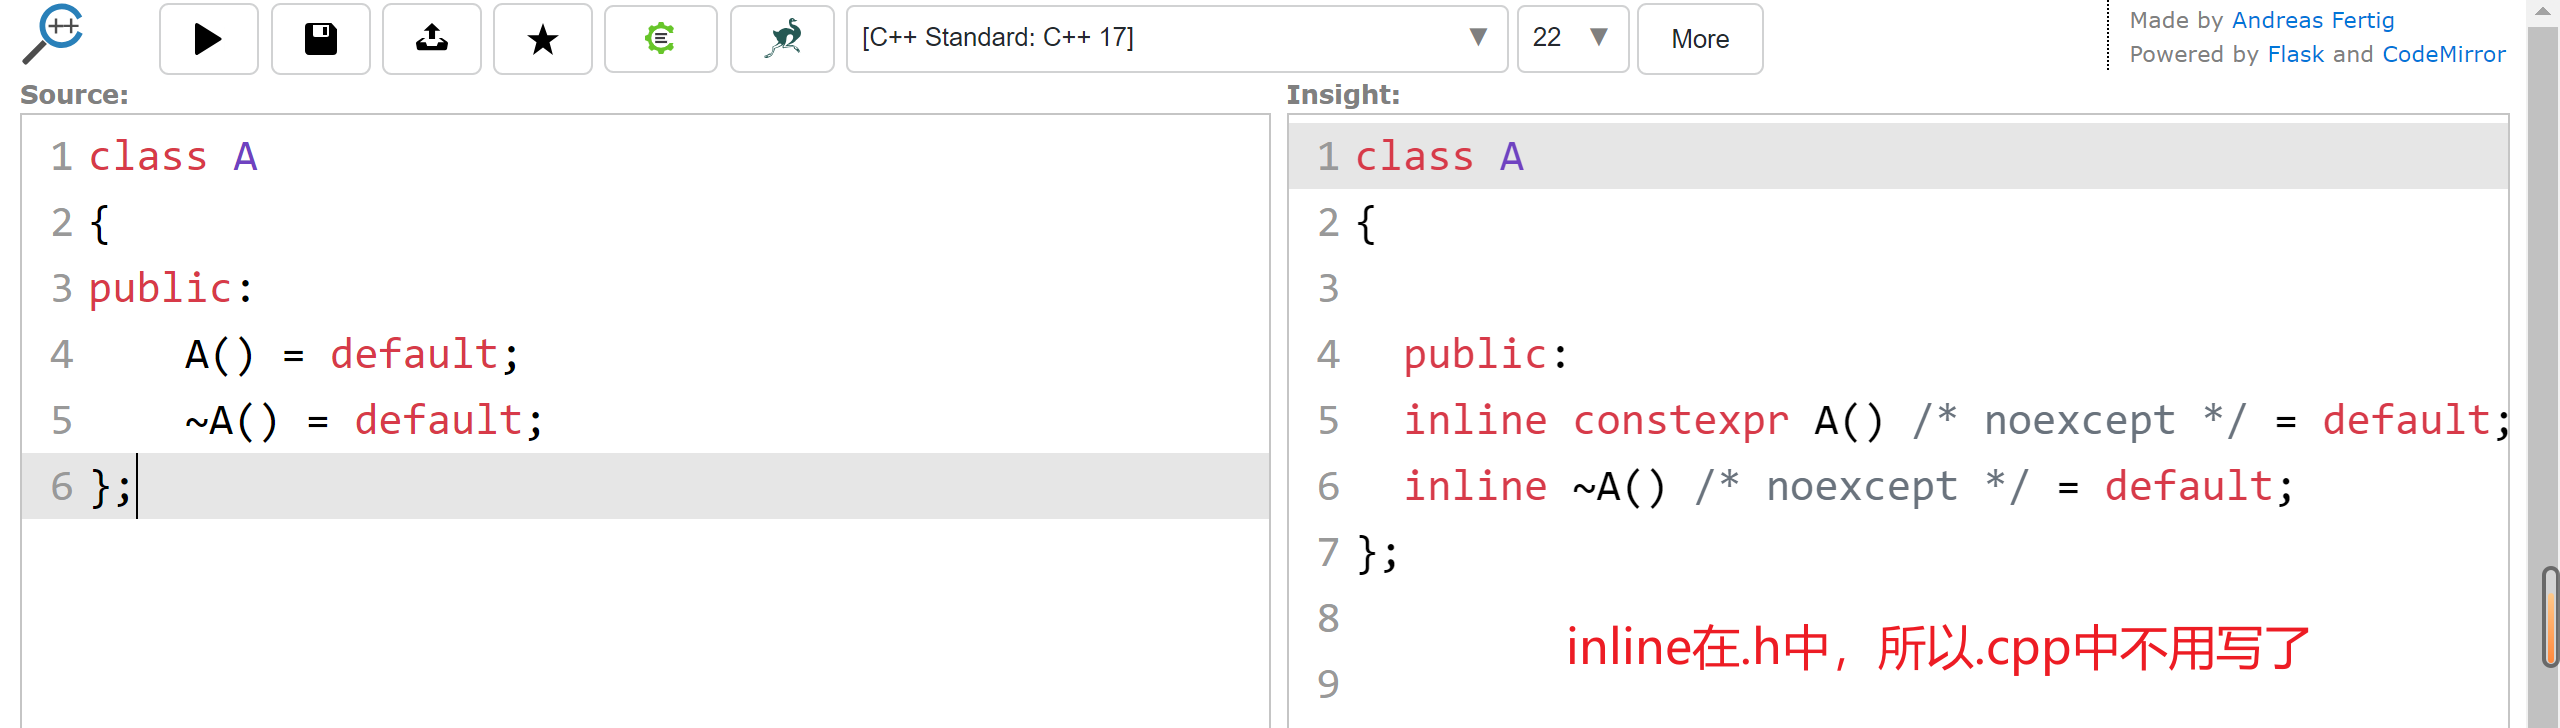 [C++ Standard: C++ 17] 22 More
Made by Andreas Fertig
Powered by Flask and CodeMirror
Source:
1 class A
2 {
3 public:
4     A() = default;
5     ~A() = default;
6 };
Insight:
1 class A
2 {
3
4   public:
5   inline constexpr A() /* noexcept */ = default;
6   inline ~A() /* noexcept */ = default;
7 };
8
inline在.h中，所以.cpp中不用写了
9